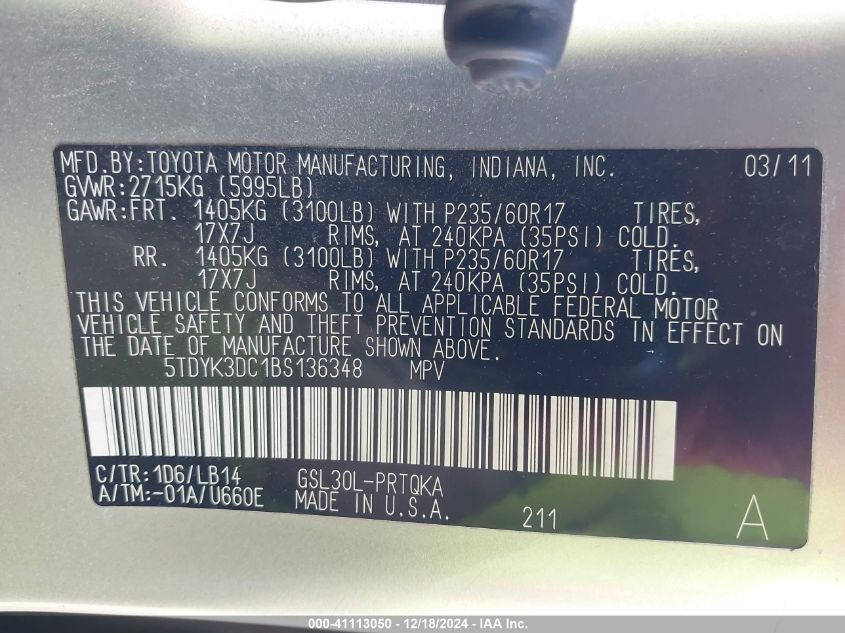 MFD.BY:TOYOTA MOTOR MANUFACTURING, INDIANA, INC. 03/11
GVWR:2715KG (5995LB)
GAWR:FRT. 1405KG (3100LB) WITH P235/60R17 TIRES,
17X7J RIMS, AT 240KPA (35PSI) COLD.
RR. 1405KG (3100LB) WITH P235/60R17 TIRES,
17X7J RIMS, AT 240KPA (35PSI) COLD.
THIS VEHICLE CONFORMS TO ALL APPLICABLE FEDERAL MOTOR
VEHICLE SAFETY AND THEFT PREVENTION STANDARDS IN EFFECT ON
THE DATE OF MANUFACTURE SHOWN ABOVE.
5TDYK3DC1BS136348 MPV
C/TR:1D6/LB14 GSL30L-PRTQKA
A/TM:-01A/U660E MADE IN U.S.A. 211 A
000-41113050 - 12/18/2024 - IAA Inc.